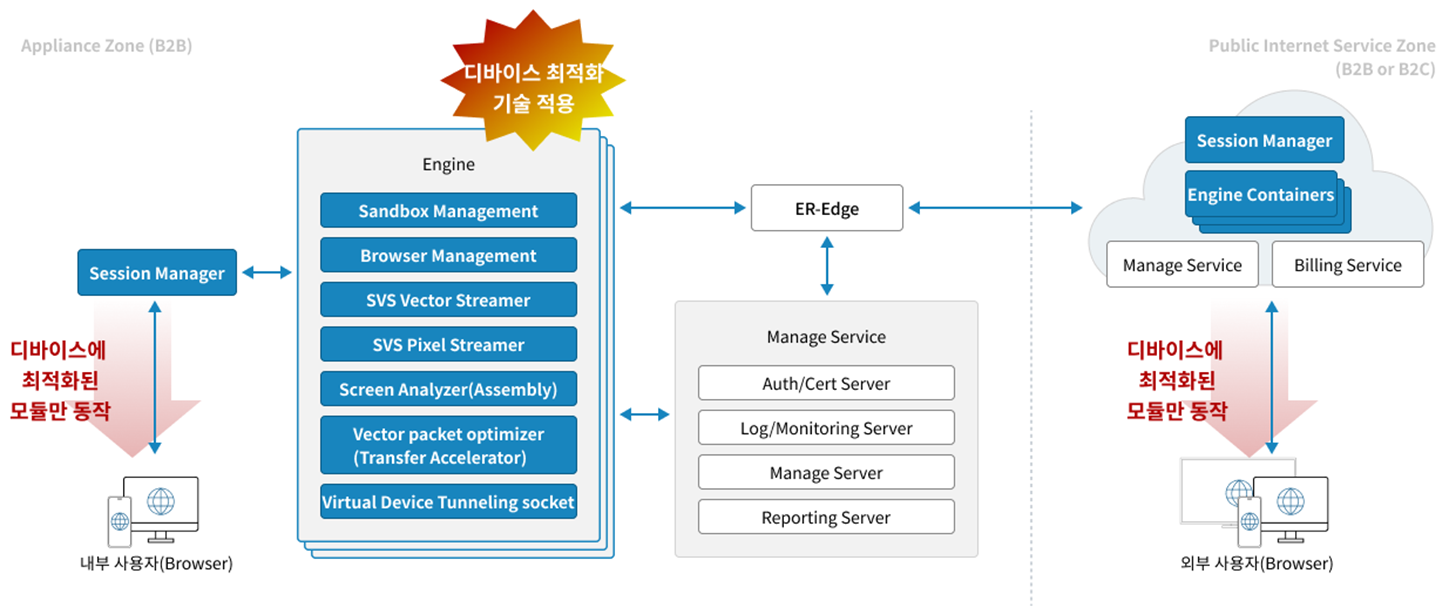 Appliance Zone (B2B)
Public Internet Service Zone
(B2B or B2C)
디바이스 최적화
기술 적용
Engine
Sandbox Management
Browser Management
SVS Vector Streamer
SVS Pixel Streamer
Screen Analyzer(Assembly)
Vector packet optimizer
(Transfer Accelerator)
Virtual Device Tunneling socket
Session Manager
디바이스에
최적화된
모듈만 동작
내부 사용자(Browser)
ER-Edge
Manage Service
Auth/Cert Server
Log/Monitoring Server
Manage Server
Reporting Server
Session Manager
Engine Containers
Manage Service
Billing Service
디바이스에
최적화된
모듈만 동작
외부 사용자(Browser)